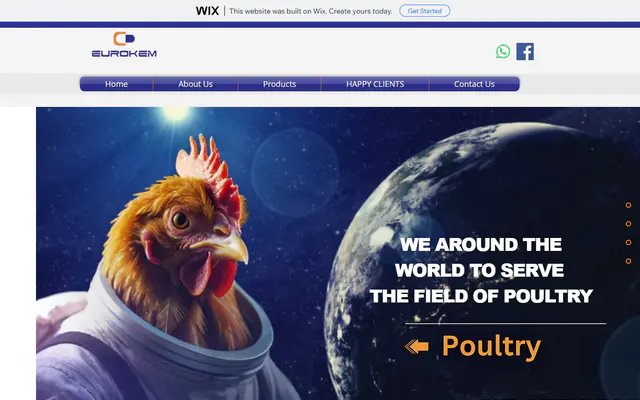 WIX This website was built on Wix. Create yours today. Get Started
EUROKEM
Home About Us Products HAPPY CLIENTS Contact Us
WE AROUND THE
WORLD TO SERVE
THE FIELD OF POULTRY
Poultry